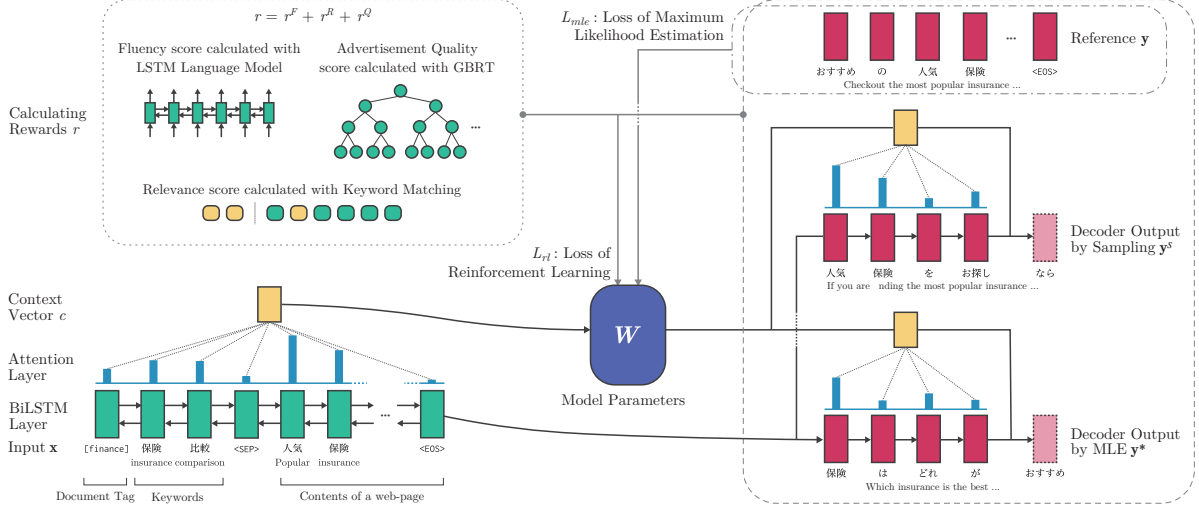 r = r^F + r^R + r^Q
Fluency score calculated with
LSTM Language Model
Advertisement Quality
score calculated with GBRT
...
Calculating
Rewards r
Relevance score calculated with Keyword Matching
L_mle : Loss of Maximum
Likelihood Estimation
...
Reference y
おすすめ の 人気 保険 <EOS>
Checkout the most popular insurance ...
Decoder Output
by Sampling y^s
人気 保険 を お探し なら
If you are nding the most popular insurance ...
L_rl : Loss of
Reinforcement Learning
Context
Vector c
W
Model Parameters
Attention
Layer
BiLSTM
Layer
...
Input x
[finance] 保険 比較 <SEP> 人気 保険 <EOS>
insurance comparison Popular insurance
Document Tag Keywords Contents of a web-page
Decoder Output
by MLE y*
保険 は どれ が おすすめ
Which insurance is the best ...